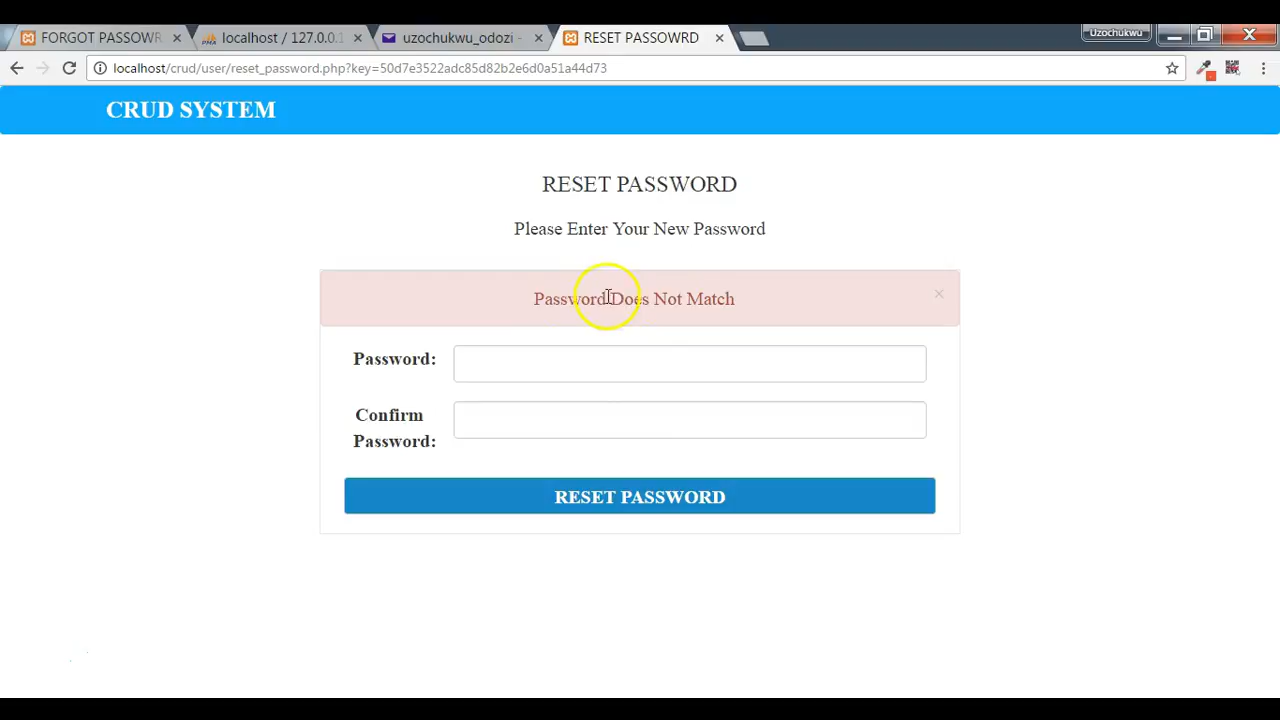 FORGOT PASSOWR
localhost / 127.0.0.1
uzochukwu_odozi -
RESET PASSOWRD
Uzochukwu
localhost/crud/user/reset_password.php?key=50d7e3522adc85d82b2e6d0a51a44d73
CRUD SYSTEM
RESET PASSWORD
Please Enter Your New Password
Password Does Not Match
Password:
Confirm
Password:
RESET PASSWORD